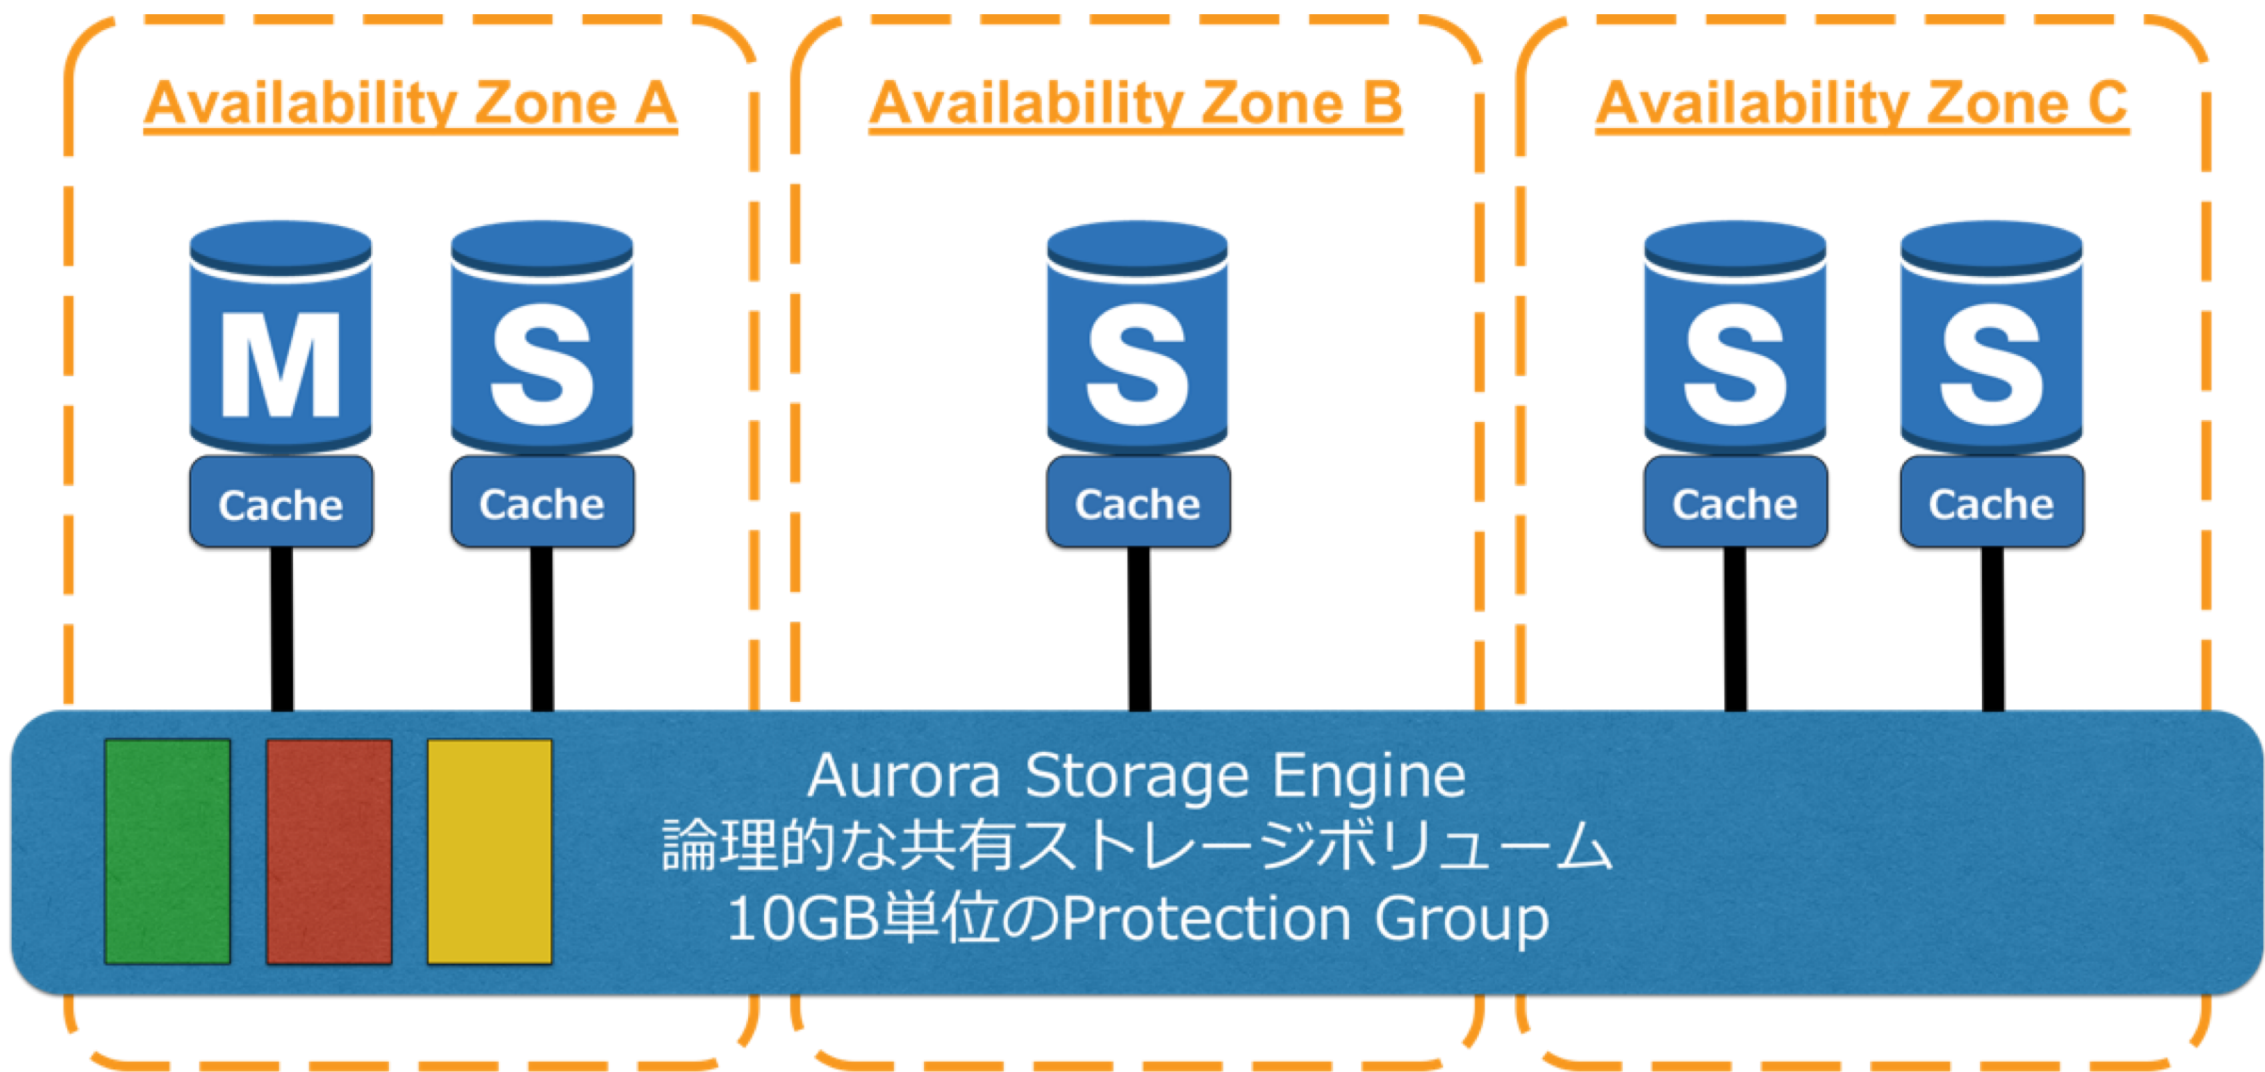 Availability Zone A
Availability Zone B
Availability Zone C
M
S
S
S
S
Cache
Cache
Cache
Cache
Cache
Aurora Storage Engine
論理的な共有ストレージボリューム
10GB単位のProtection Group